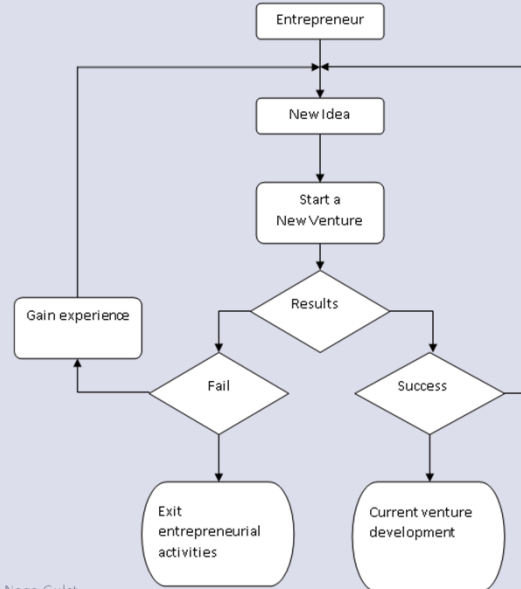 Entrepreneur
New Idea
Start a
New Venture
Results
Gain experience
Fail
Success
Exit
entrepreneurial
activities
Current venture
development